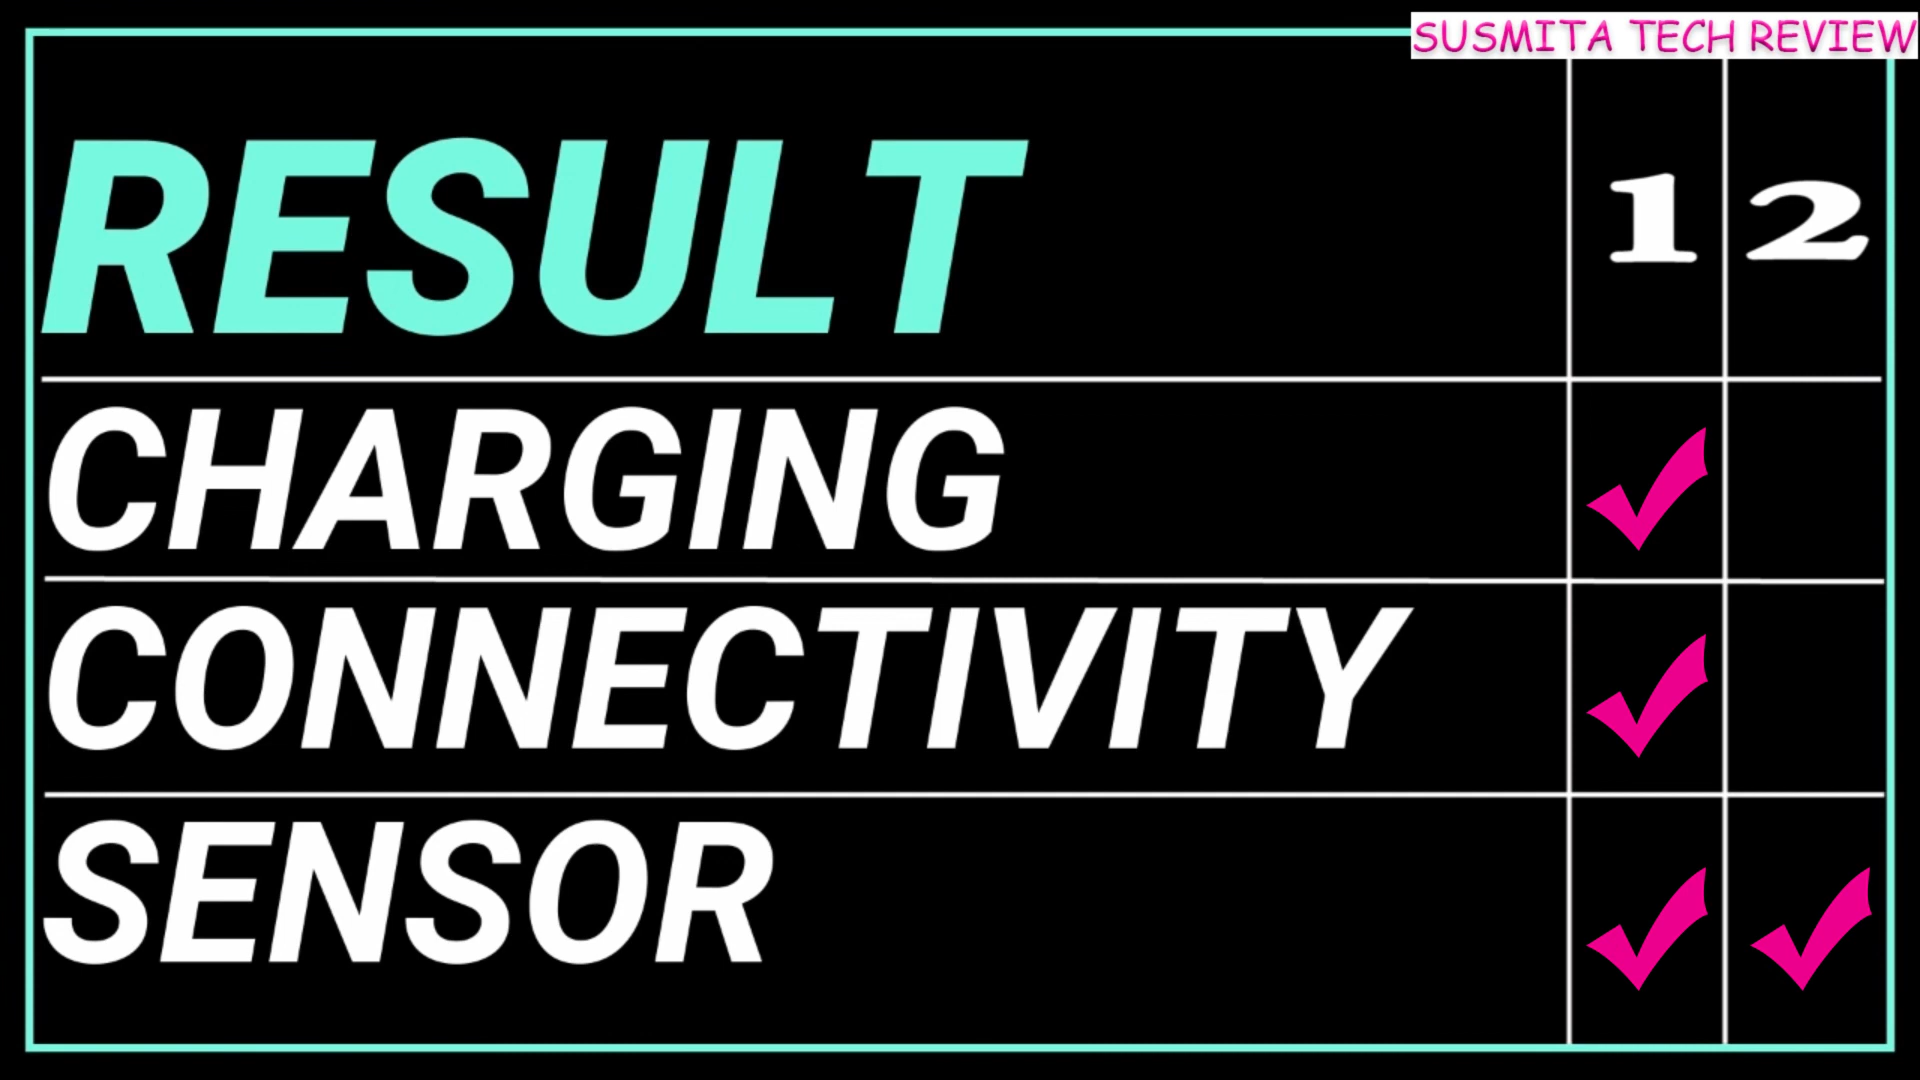 SUSMITA TECH REVIEW
RESULT 1 2
CHARGING
CONNECTIVITY
SENSOR